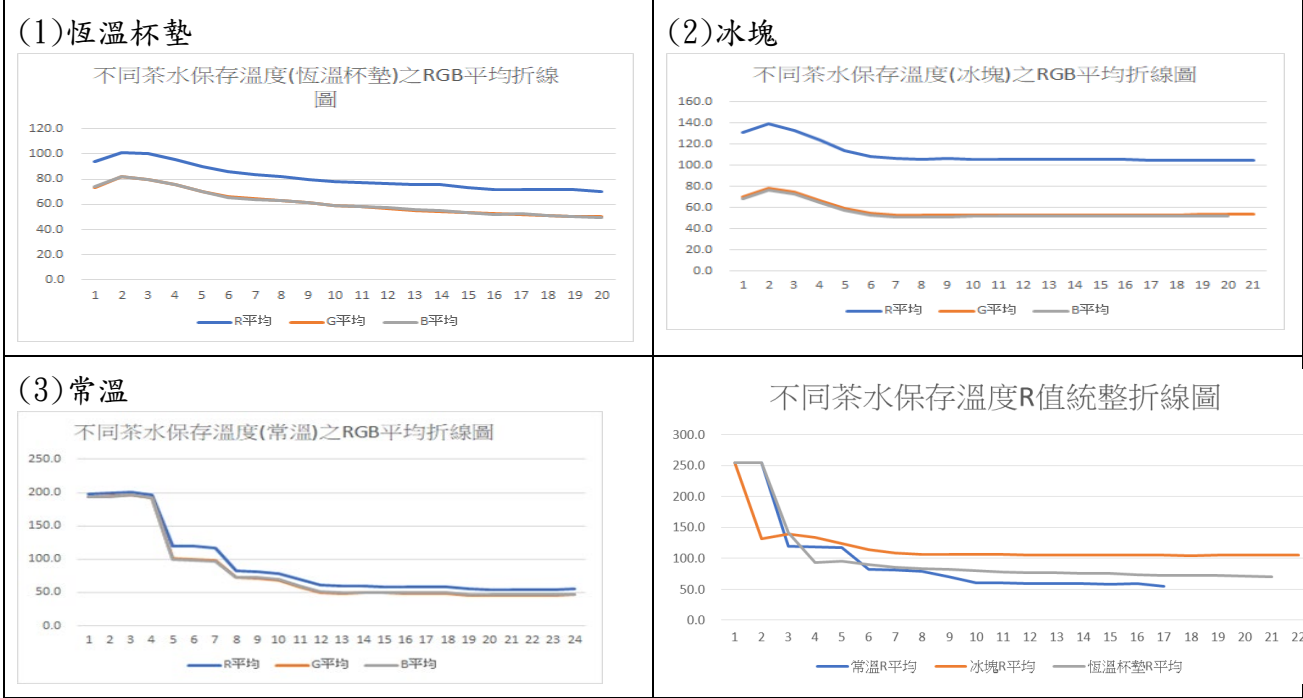 (1)恆溫杯墊
不同茶水保存溫度(恆溫杯墊)之RGB平均折線
圖
120.0
100.0
80.0
60.0
40.0
20.0
0.0
1 2 3 4 5 6 7 8 9 10 11 12 13 14 15 16 17 18 19 20
R平均 G平均 B平均
(2)冰塊
不同茶水保存溫度(冰塊)之RGB平均折線圖
160.0
140.0
120.0
100.0
80.0
60.0
40.0
20.0
0.0
1 2 3 4 5 6 7 8 9 10 11 12 13 14 15 16 17 18 19 20 21
R平均 G平均 B平均
(3)常溫
不同茶水保存溫度(常溫)之RGB平均折線圖
250.0
200.0
150.0
100.0
50.0
0.0
1 2 3 4 5 6 7 8 9 10 11 12 13 14 15 16 17 18 19 20 21 22 23 24
R平均 G平均 B平均
不同茶水保存溫度R值統整折線圖
300.0
250.0
200.0
150.0
100.0
50.0
0.0
1 2 3 4 5 6 7 8 9 10 11 12 13 14 15 16 17 18 19 20 21 22
常溫R平均 冰塊R平均 恆溫杯墊R平均